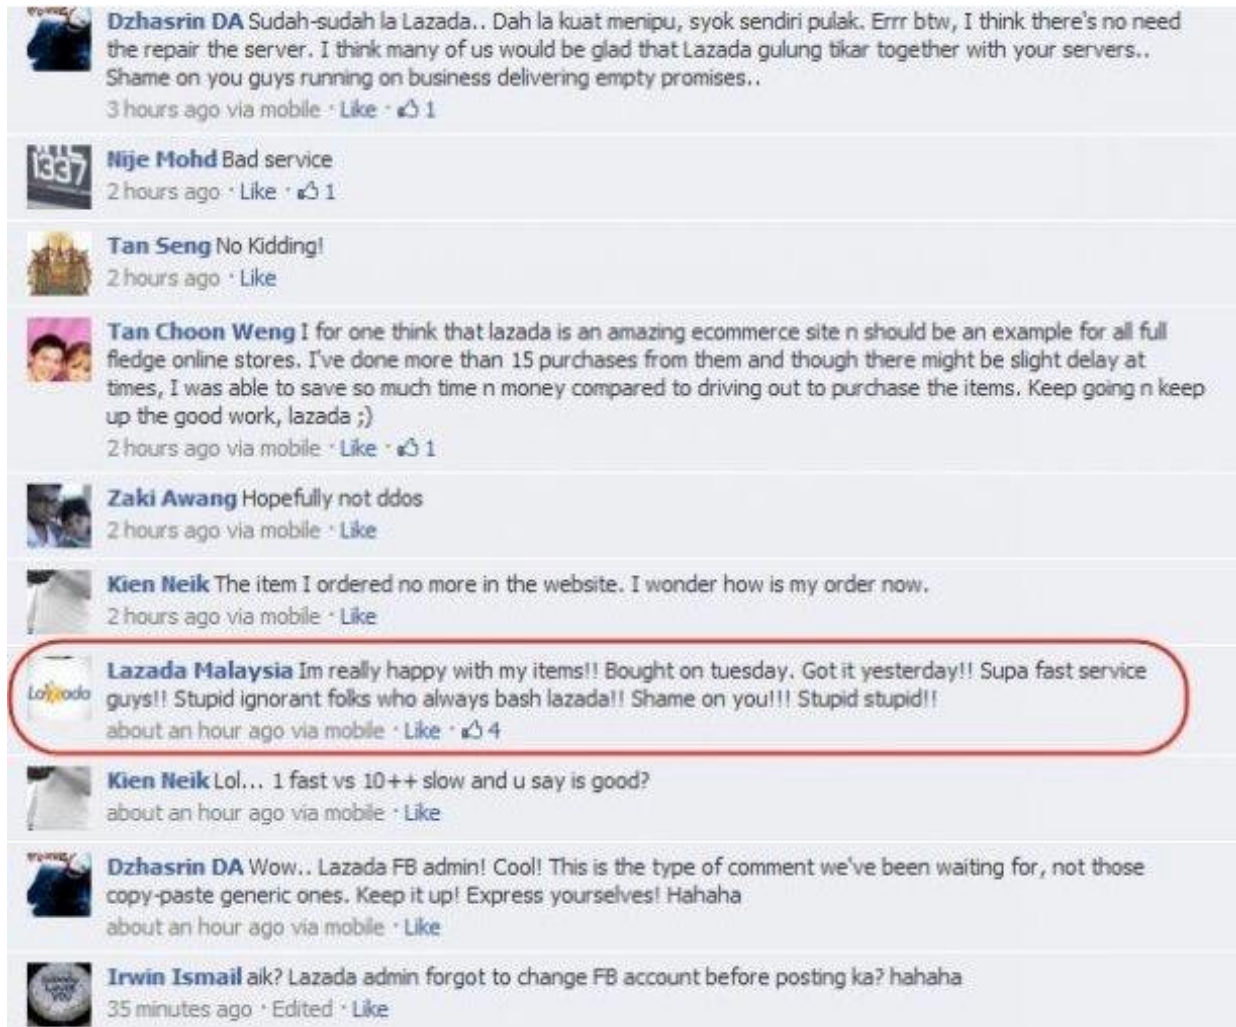 Dzhasrin DA Sudah-sudah la Lazada.. Dah la kuat menipu, syok sendiri pulak. Errr btw, I think there's no need
the repair the server. I think many of us would be glad that Lazada gulung tikar together with your servers..
Shame on you guys running on business delivering empty promises..
3 hours ago via mobile · Like · 1
1337
Nije Mohd Bad service
2 hours ago · Like · 1
Tan Seng No Kidding!
2 hours ago · Like
Tan Choon Weng I for one think that lazada is an amazing ecommerce site n should be an example for all full
fledge online stores. I've done more than 15 purchases from them and though there might be slight delay at
times, I was able to save so much time n money compared to driving out to purchase the items. Keep going n keep
up the good work, lazada ;)
2 hours ago via mobile · Like · 1
Zaki Awang Hopefully not ddos
2 hours ago via mobile · Like
Kien Neik The item I ordered no more in the website. I wonder how is my order now.
2 hours ago via mobile · Like
Lazada
Lazada Malaysia Im really happy with my items!! Bought on tuesday. Got it yesterday!! Supa fast service
guys!! Stupid ignorant folks who always bash lazada!! Shame on you!!! Stupid stupid!!
about an hour ago via mobile · Like · 4
Kien Neik Lol... 1 fast vs 10++ slow and u say is good?
about an hour ago via mobile · Like
Dzhasrin DA Wow.. Lazada FB admin! Cool! This is the type of comment we've been waiting for, not those
copy-paste generic ones. Keep it up! Express yourselves! Hahaha
about an hour ago via mobile · Like
Irwin Ismail aik? Lazada admin forgot to change FB account before posting ka? hahaha
35 minutes ago · Edited · Like